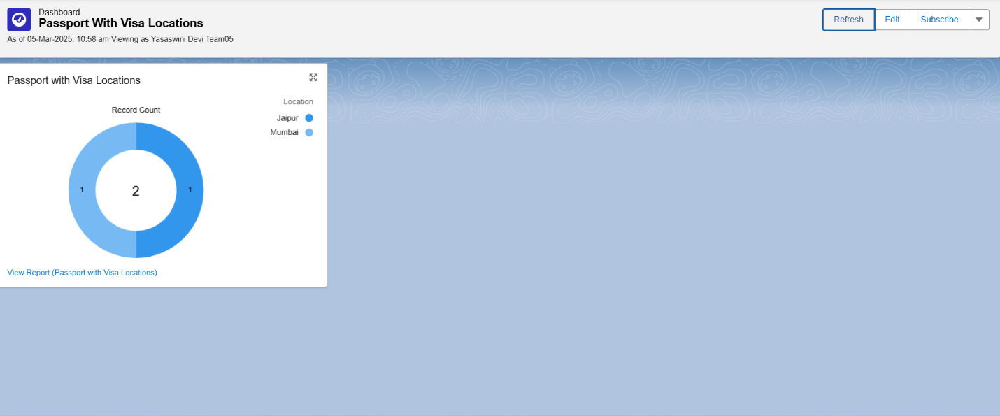 Dashboard
Passport With Visa Locations
As of 05-Mar-2025, 10:58 am·Viewing as Yasaswini Devi Team05
Refresh
Edit
Subscribe
Passport with Visa Locations
Location
Record Count
Jaipur
Mumbai
1
2
1
View Report (Passport with Visa Locations)